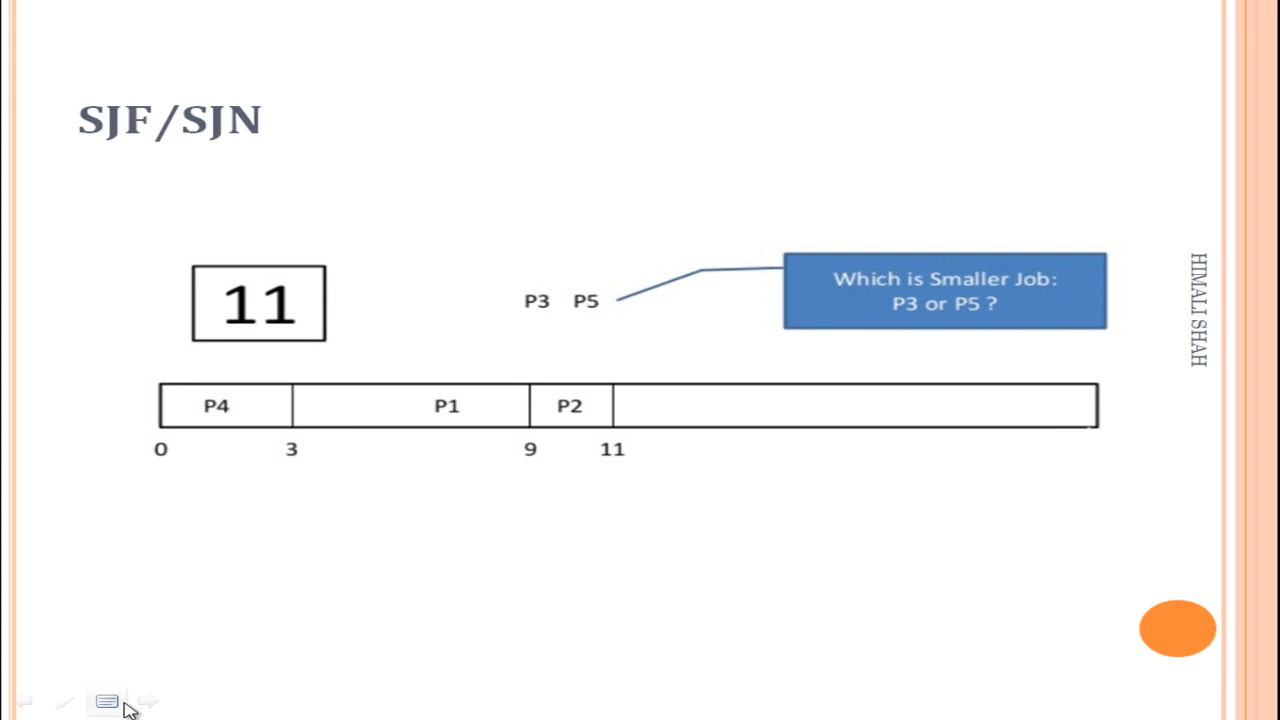 SJF/SJN
11
P3 P5
Which is Smaller Job:
P3 or P5 ?
P4 P1 P2
0 3 9 11
HIMALI SHAH